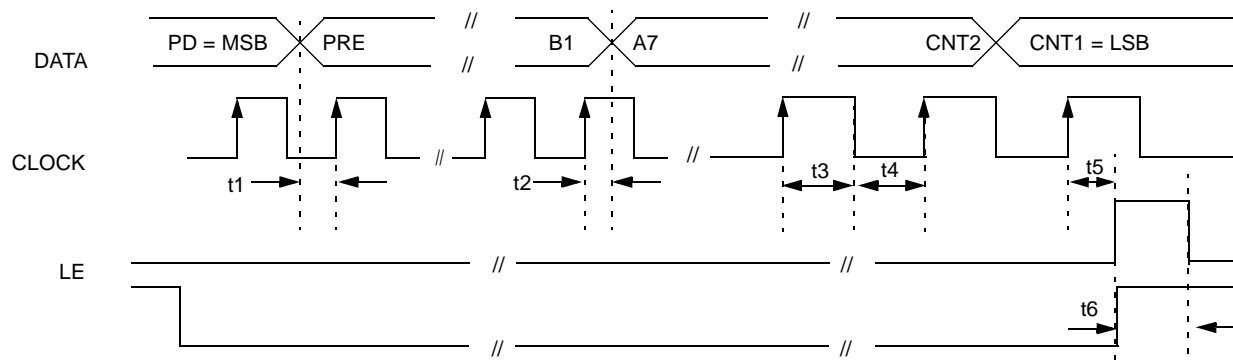 DATA
PD = MSB
PRE
//
//
B1
A7
//
//
CNT2
CNT1 = LSB
CLOCK
//
//
t1
t2
t3
t4
t5
LE
//
//
t6
//
//